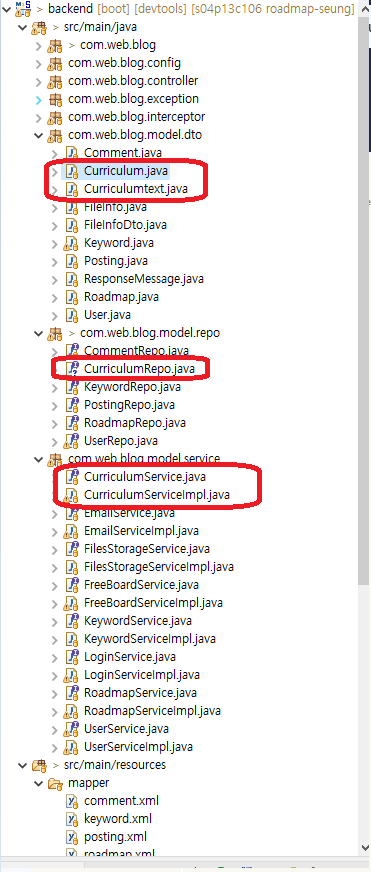 backend [boot] [devtools] [s04p13c106 roadmap-seung]
src/main/java
> com.web.blog
com.web.blog.config
com.web.blog.controller
com.web.blog.exception
com.web.blog.interceptor
com.web.blog.model.dto
Comment.java
Curriculum.java
Curriculumtext.java
FileInfo.java
FileInfoDto.java
Keyword.java
Posting.java
ResponseMessage.java
Roadmap.java
User.java
> com.web.blog.model.repo
CommentRepo.java
CurriculumRepo.java
KeywordRepo.java
PostingRepo.java
RoadmapRepo.java
UserRepo.java
com.web.blog.model.service
CurriculumService.java
CurriculumServiceImpl.java
EmailService.java
EmailServiceImpl.java
FilesStorageService.java
FilesStorageServiceImpl.java
FreeBoardService.java
FreeBoardServiceImpl.java
KeywordService.java
KeywordServiceImpl.java
LoginService.java
LoginServiceImpl.java
RoadmapService.java
RoadmapServiceImpl.java
UserService.java
UserServiceImpl.java
> src/main/resources
mapper
comment.xml
keyword.xml
posting.xml
roadmap.xml